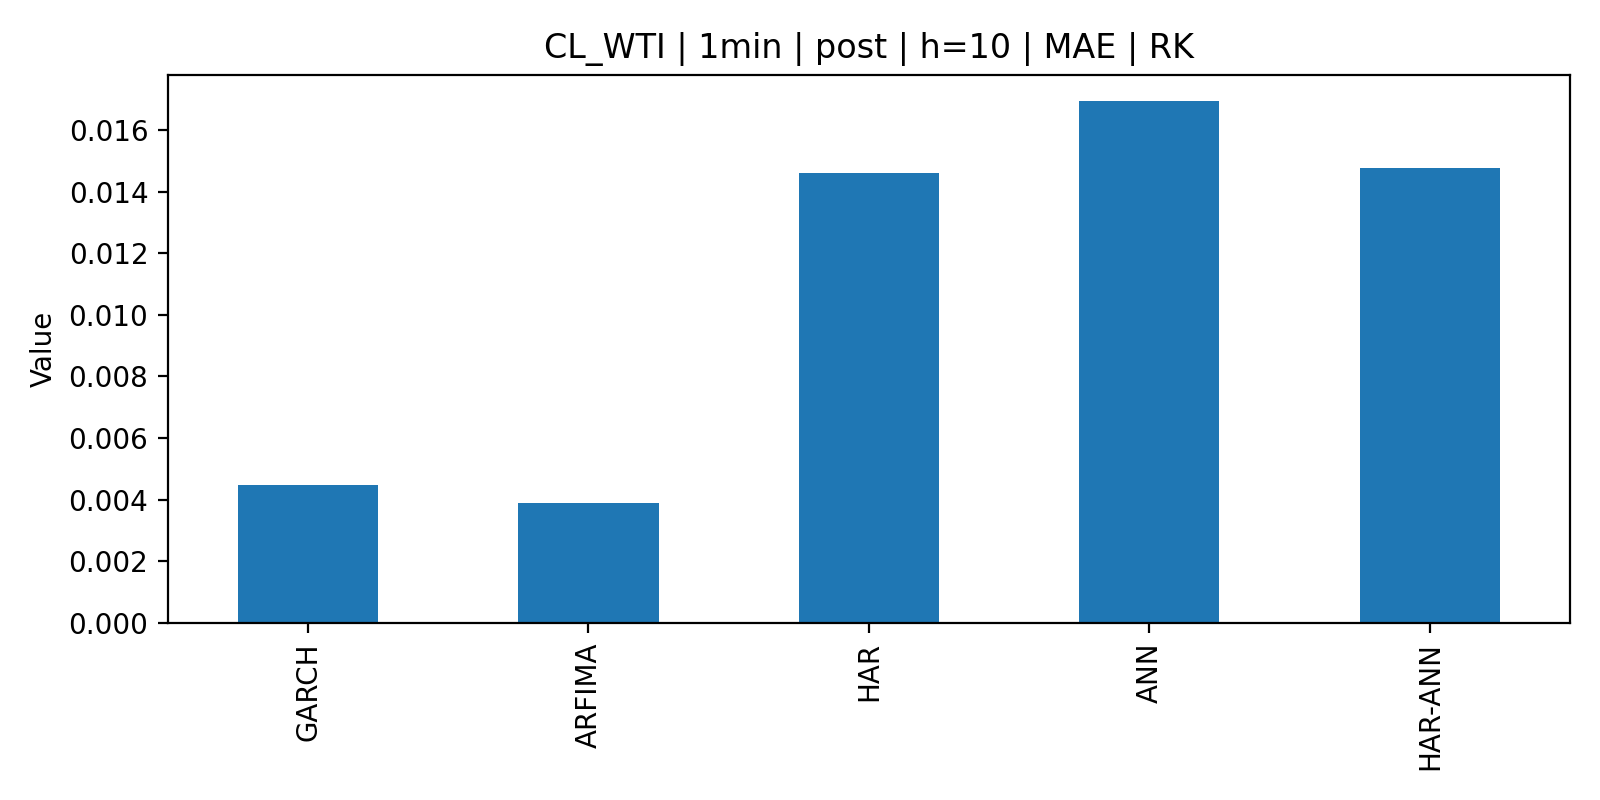 CL_WTI | 1min | post | h=10 | MAE | RK
Value
0.016
0.014
0.012
0.010
0.008
0.006
0.004
0.002
0.000
GARCH
ARFIMA
HAR
ANN
HAR-ANN